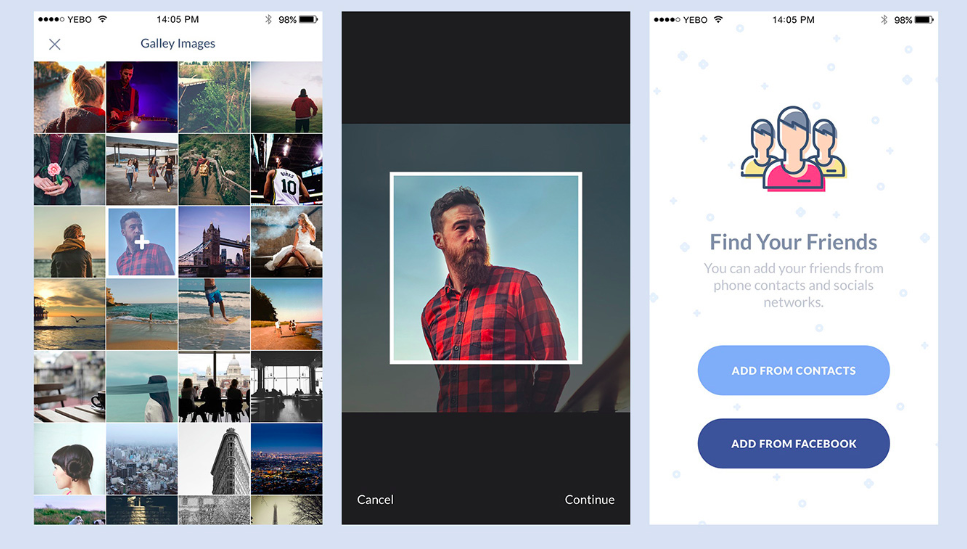 YEBO 14:05 PM 98%
Galley Images
10
Cancel Continue
YEBO 14:05 PM 98%
Find Your Friends
You can add your friends from
phone contacts and socials
networks.
ADD FROM CONTACTS
ADD FROM FACEBOOK